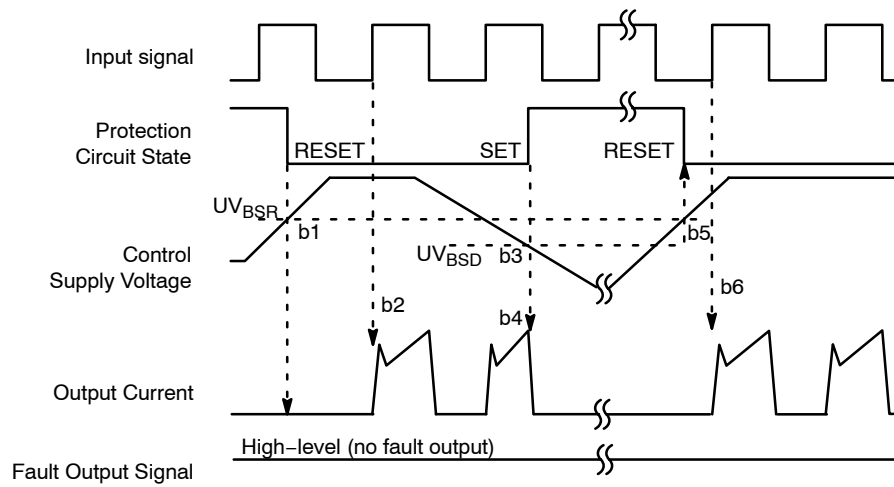 Input signal
Protection
Circuit State
RESET
SET
RESET
UVBSR
b1
UVBSD
b3
b5
Control
Supply Voltage
b2
b4
b6
Output Current
High−level (no fault output)
Fault Output Signal